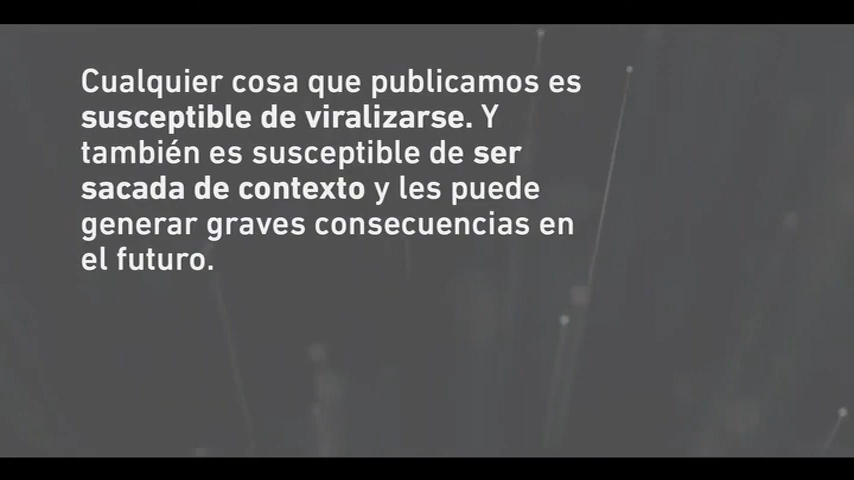 Cualquier cosa que publicamos es
susceptible de viralizarse. Y
también es susceptible de ser
sacada de contexto y les puede
generar graves consecuencias en
el futuro.